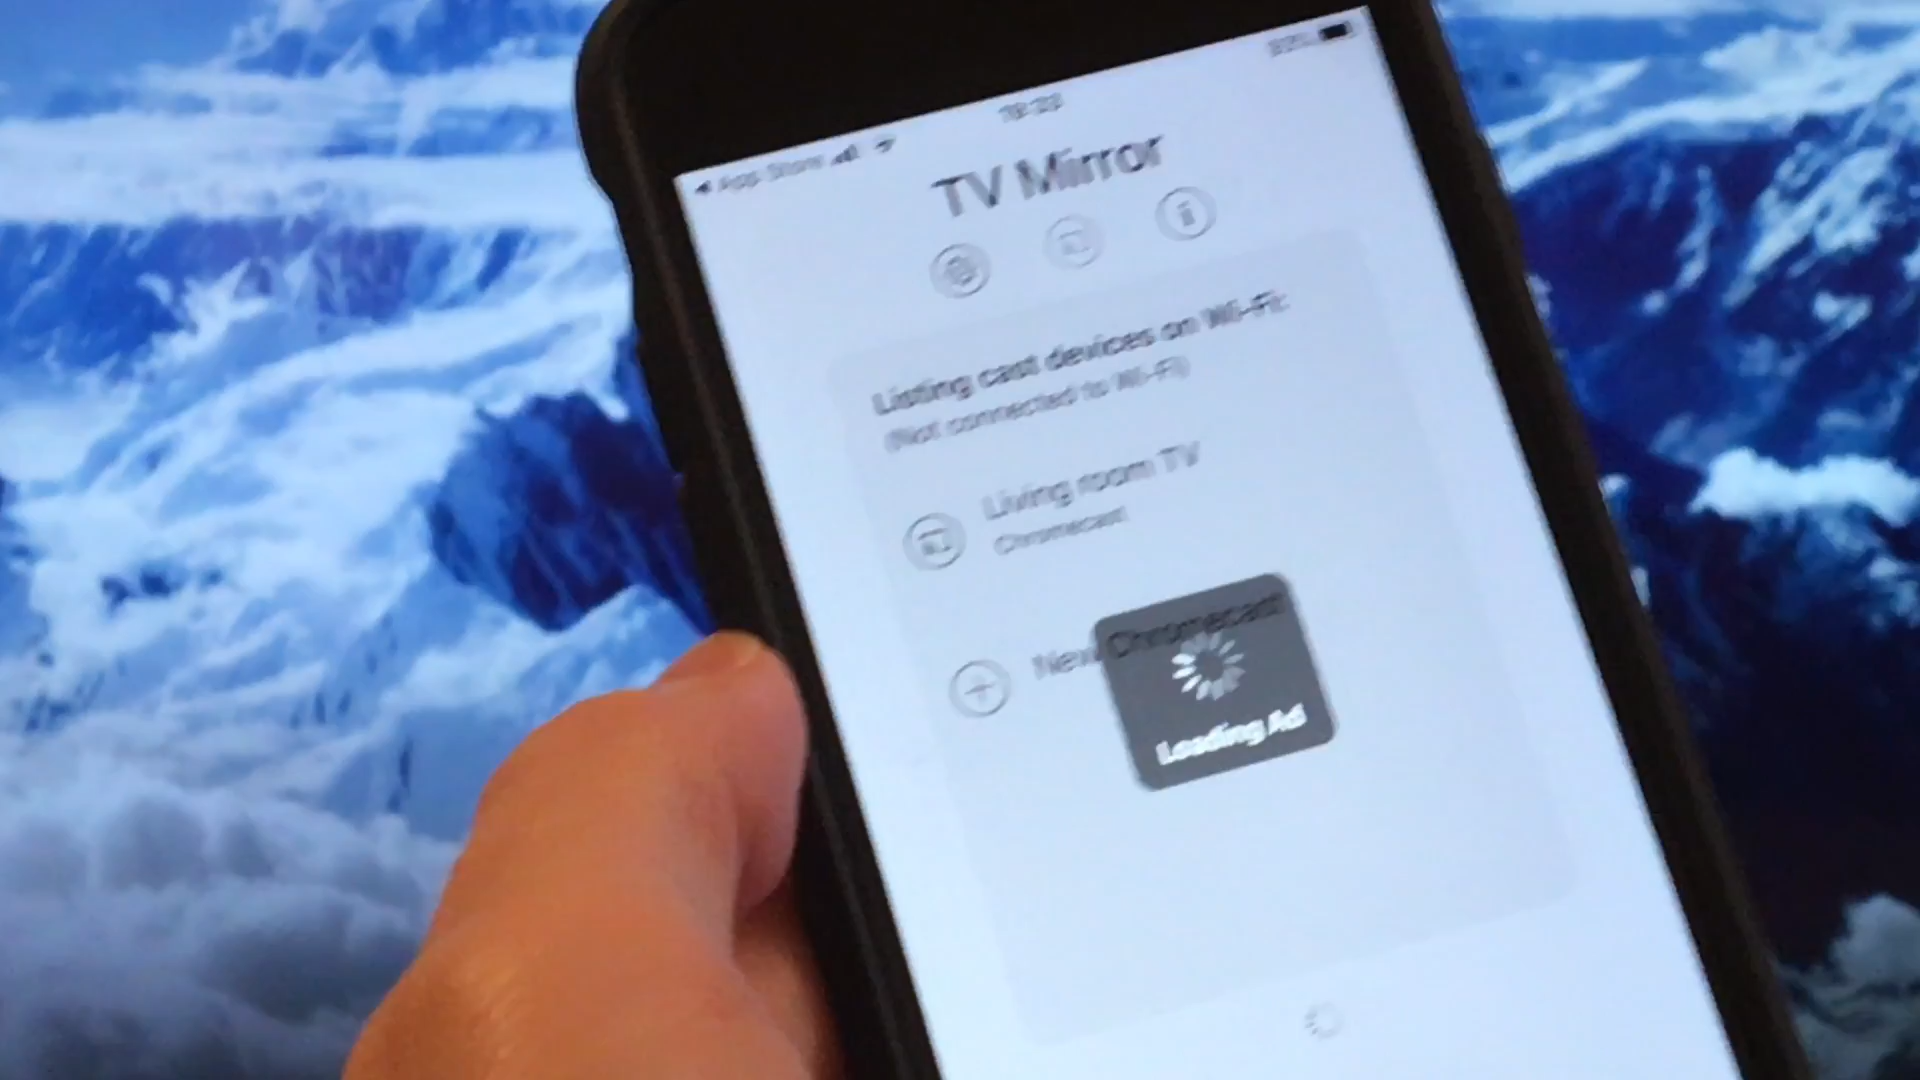 App Store
TV Mirror
Listing cast devices on Wi-Fi:
(Not connected to Wi-Fi)
Living room TV
Chromecast
New Chromecast
Loading Ad